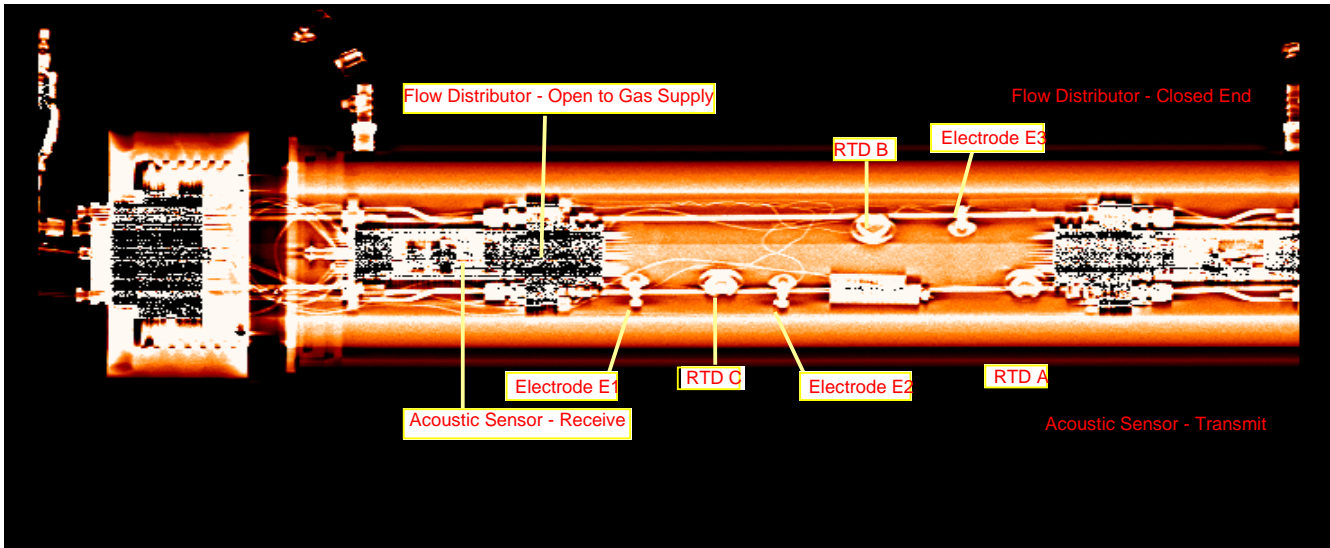 Flow Distributor - Open to Gas Supply
Flow Distributor - Closed End
RTD B
Electrode E3
Electrode E1
RTD C
Electrode E2
RTD A
Acoustic Sensor - Receive
Acoustic Sensor - Transmit